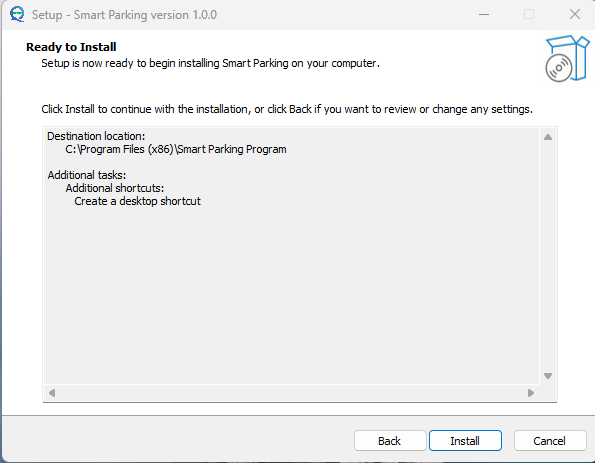 Setup - Smart Parking version 1.0.0
Ready to Install
Setup is now ready to begin installing Smart Parking on your computer.
Click Install to continue with the installation, or click Back if you want to review or change any settings.
Destination location:
C:\Program Files (x86)\Smart Parking Program
Additional tasks:
Additional shortcuts:
Create a desktop shortcut
Back
Install
Cancel